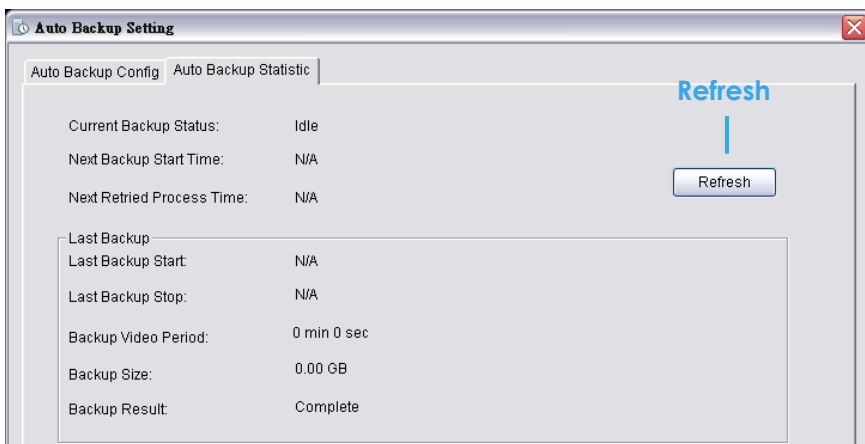 Auto Backup Setting
Auto Backup Config Auto Backup Statistic
Refresh
Current Backup Status: Idle
Next Backup Start Time: N/A
Refresh
Next Retried Process Time: N/A
Last Backup
Last Backup Start: N/A
Last Backup Stop: N/A
Backup Video Period: 0 min 0 sec
Backup Size: 0.00 GB
Backup Result: Complete